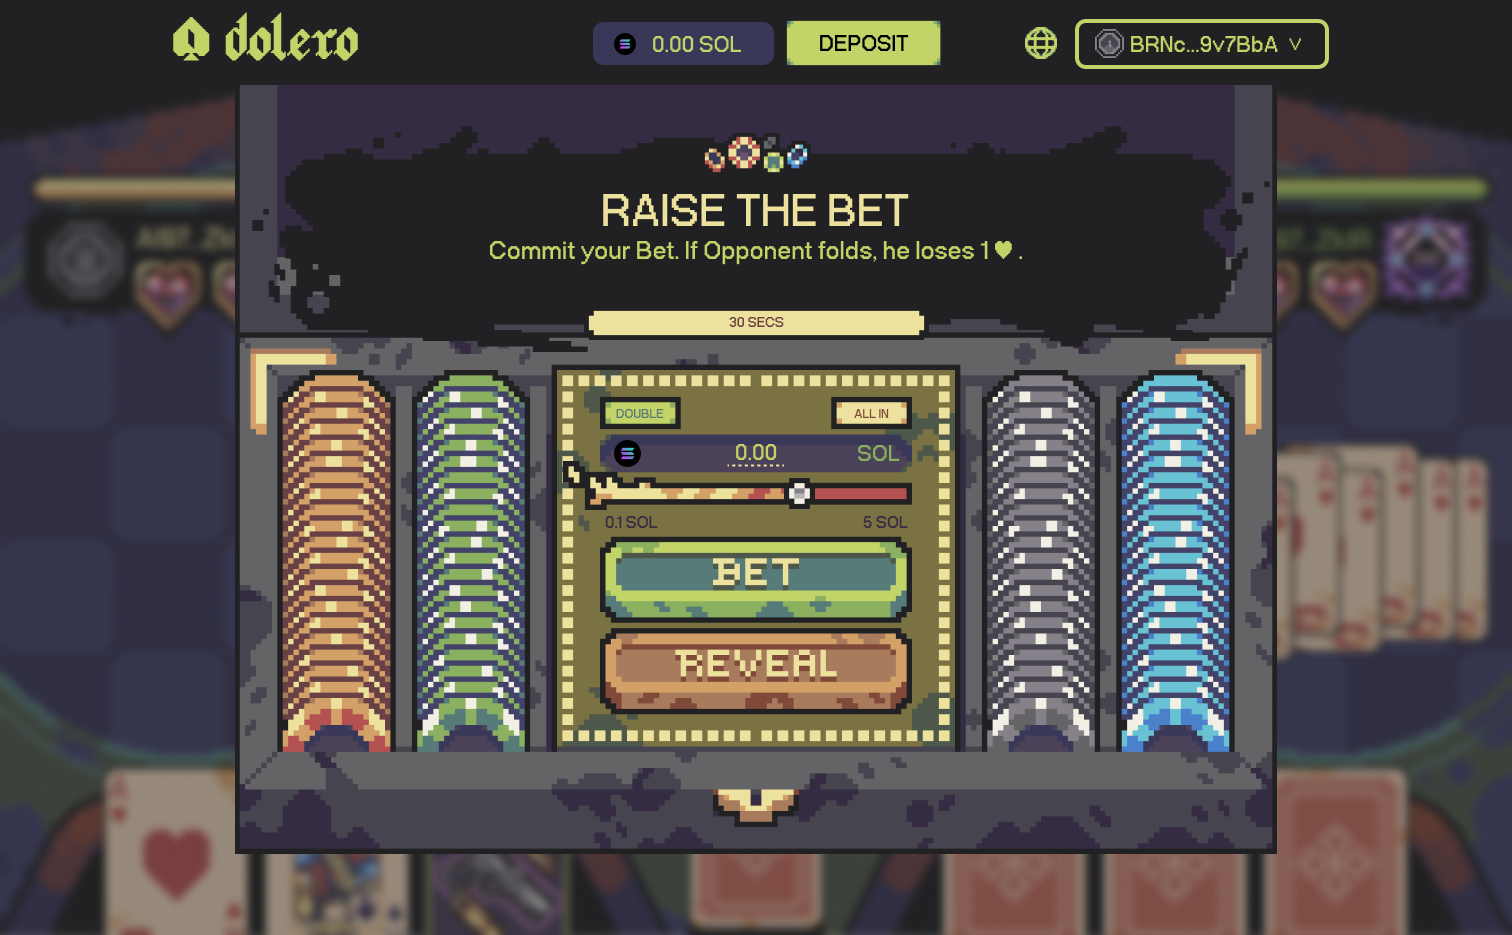 dolero
0.00 SOL
DEPOSIT
BRNc...9v7BbA
RAISE THE BET
Commit your Bet. If Opponent folds, he loses 1♥.
30 SECS
DOUBLE
ALL IN
0.00
SOL
0.1 SOL
5 SOL
BET
REVEAL